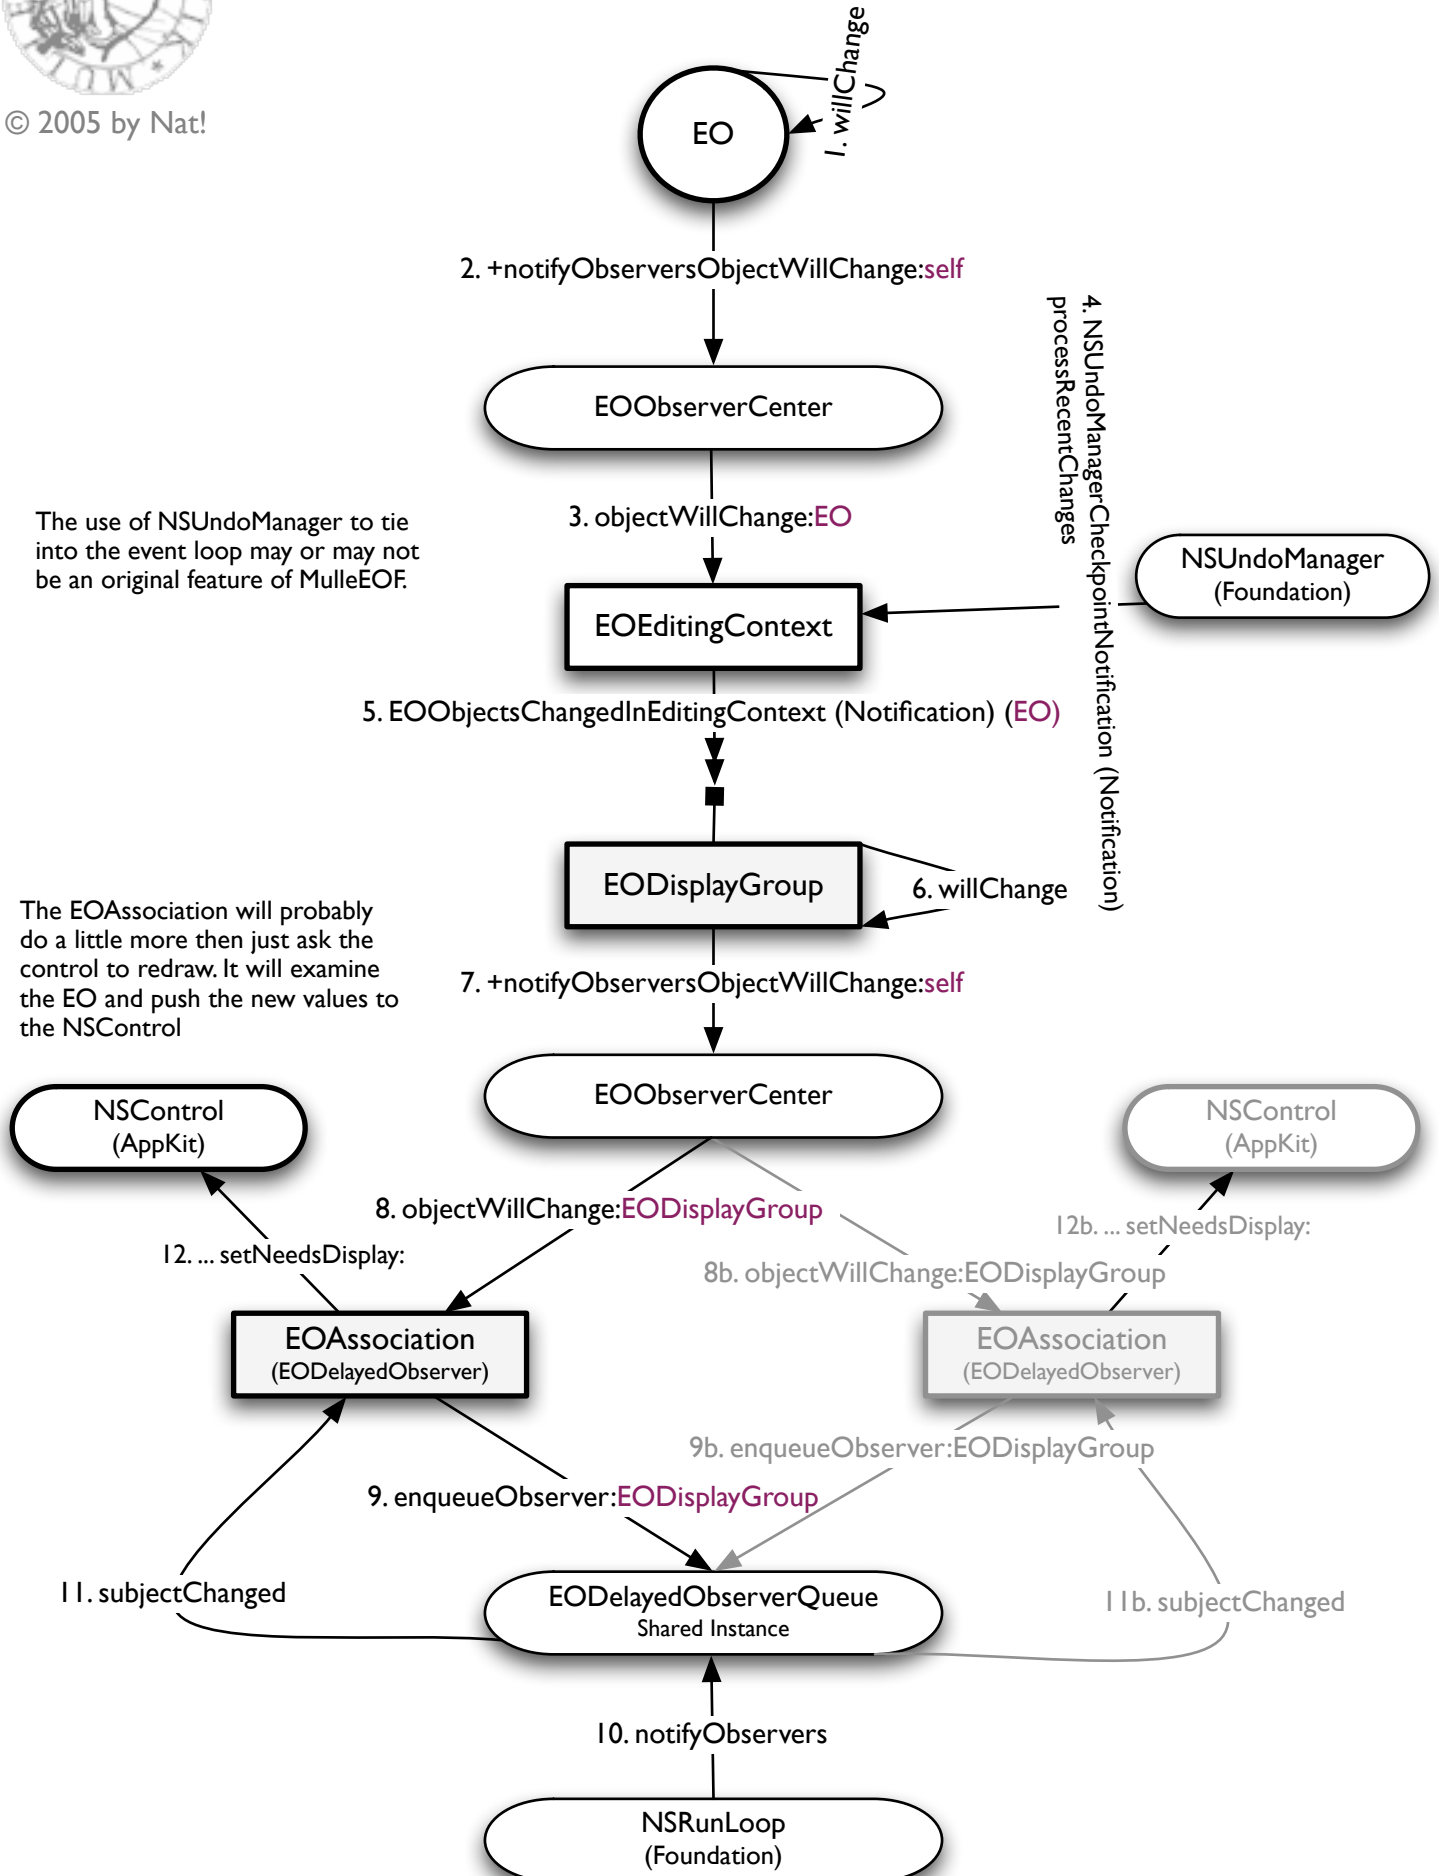 MUL
© 2005 by Nat!
1. willChange
EO
2. +notifyObserversObjectWillChange:self
4. NSUndoManagerCheckpointNotification (Notification)
processRecentChanges
EOObserverCenter
The use of NSUndoManager to tie
into the event loop may or may not
be an original feature of MulleEOF.
3. objectWillChange:EO
NSUndoManager
(Foundation)
EOEditingContext
5. EOObjectsChangedInEditingContext (Notification) (EO)
EODisplayGroup
6. willChange
The EOAssociation will probably
do a little more then just ask the
control to redraw. It will examine
the EO and push the new values to
the NSControl
7. +notifyObserversObjectWillChange:self
EOObserverCenter
NSControl
(AppKit)
NSControl
(AppKit)
8. objectWillChange:EODisplayGroup
12. ... setNeedsDisplay:
12b. ... setNeedsDisplay:
8b. objectWillChange:EODisplayGroup
EOAssociation
(EODelayedObserver)
EOAssociation
(EODelayedObserver)
9b. enqueueObserver:EODisplayGroup
9. enqueueObserver:EODisplayGroup
11. subjectChanged
EODelayedObserverQueue
Shared Instance
11b. subjectChanged
10. notifyObservers
NSRunLoop
(Foundation)